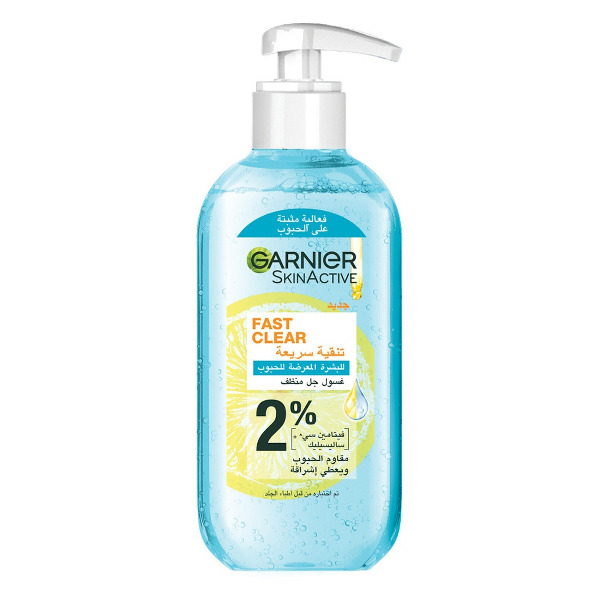 فعالية مثبتة
على الحبوب
GARNIER
SKINACTIVE
جديد
FAST
CLEAR
تنقية سريعة
للبشرة المعرضة للحبوب
غسول جل منظف
2%
[فيتامين سي* +
ساليسيليك]
مقاوم الحبوب
ويعطي إشراقة
تم اختباره من قبل اطباء الجلد